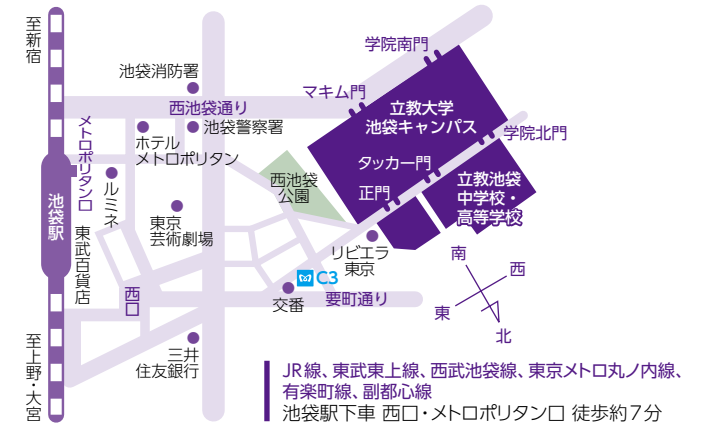 至新宿
学院南門
池袋消防署
マキム門
立教大学
池袋キャンパス
西池袋通り
メトロポリタン口
池袋警察署
ホテル
メトロポリタン
学院北門
タッカー門
西池袋
公園
正門
立教池袋
中学校・
高等学校
池袋駅
ルミネ
東京
芸術劇場
東武百貨店
リビエラ
東京
南
西
東
北
C3
西口
交番
要町通り
至上野・大宮
三井
住友銀行
JR線、東武東上線、西武池袋線、東京メトロ丸ノ内線、
有楽町線、副都心線
池袋駅下車 西口・メトロポリタン口 徒歩約7分